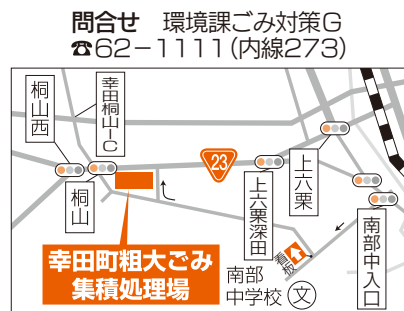 問合せ 環境課ごみ対策G
☎62−1111(内線273)
桐山西
幸田桐山IC
桐山
23
上六栗
上六栗深田
南部中入口
看板
南部
中学校 文
幸田町粗大ごみ
集積処理場